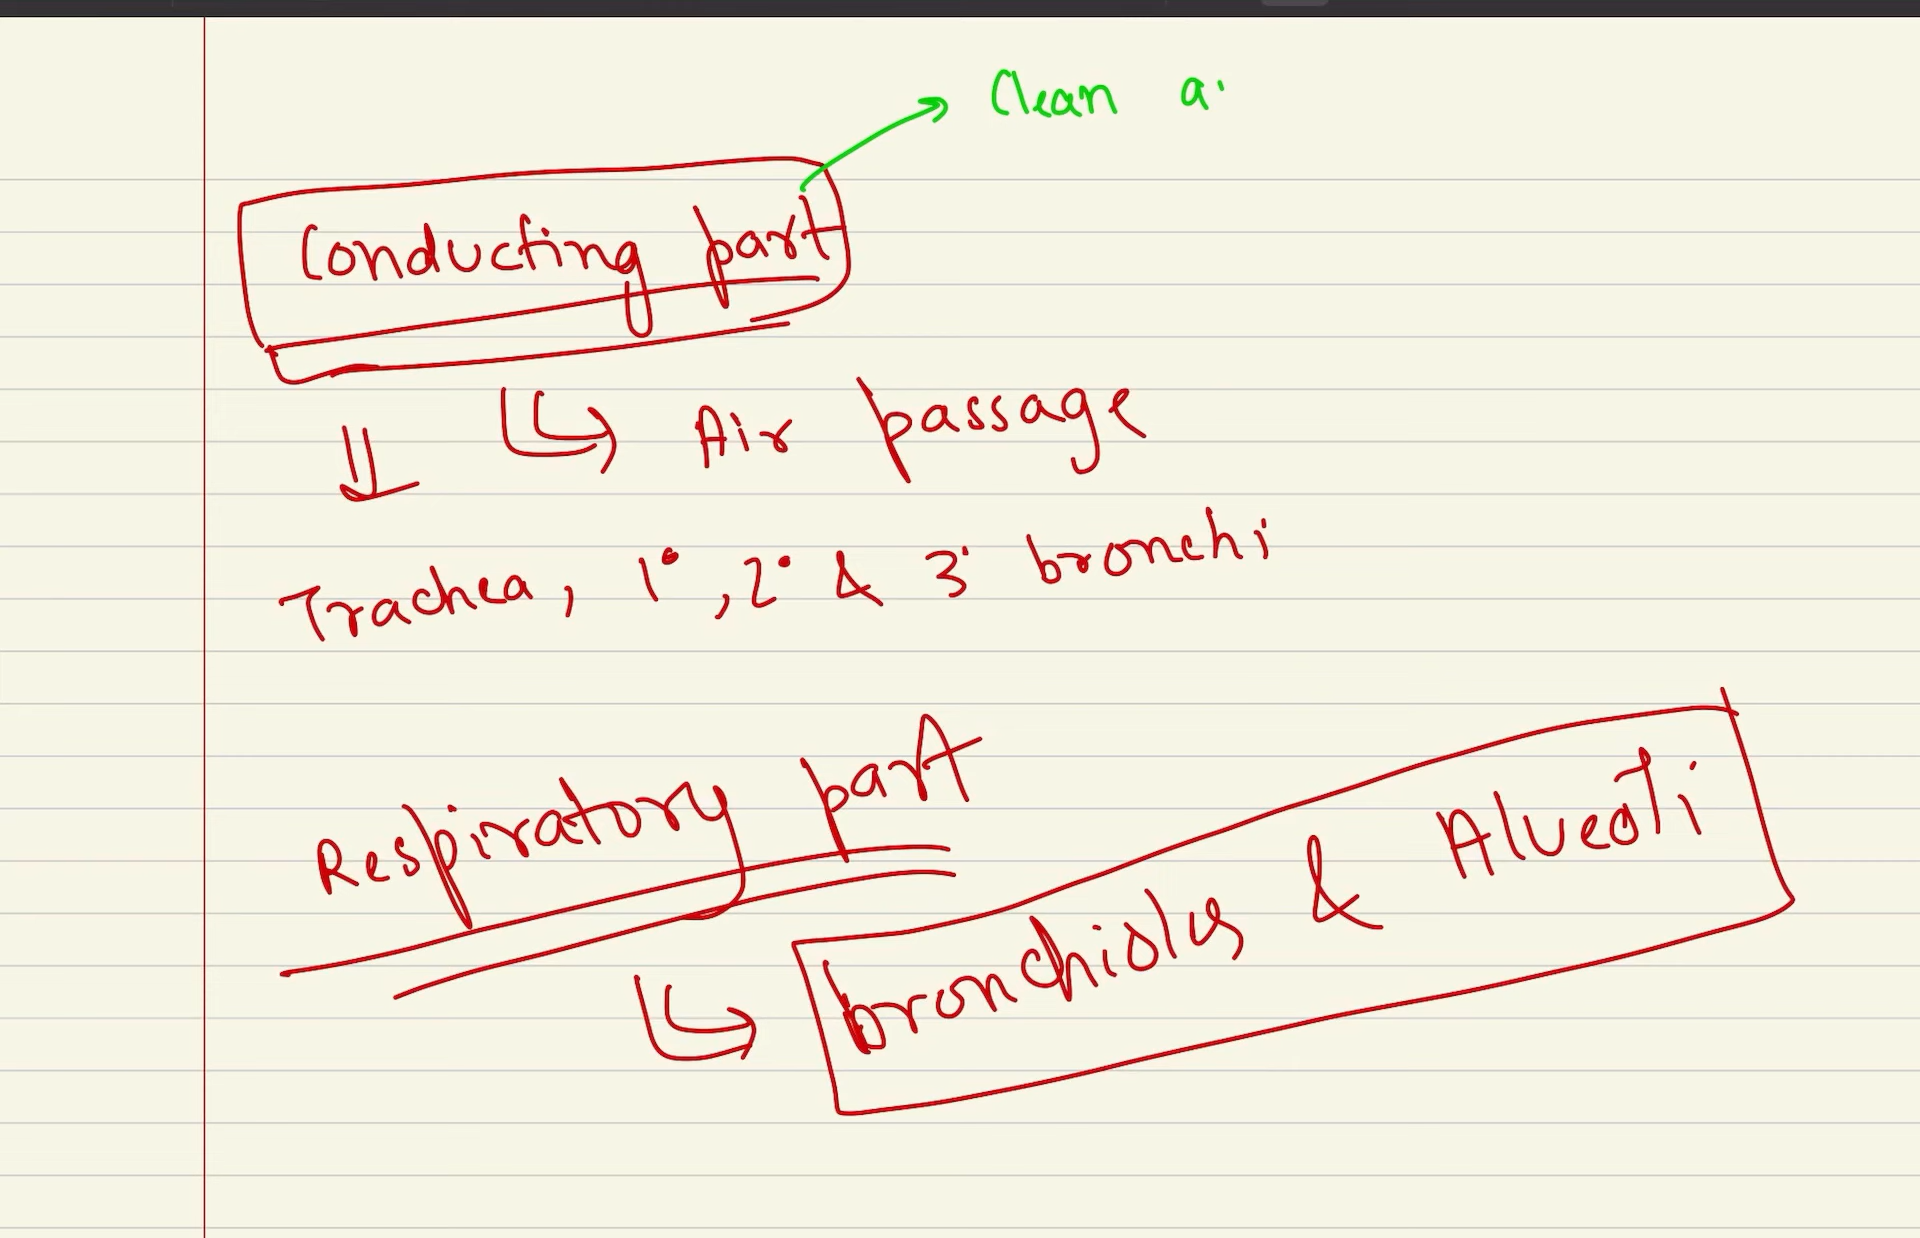 Clean a
Conducting part
Air passage
Trachea, 1°, 2° & 3° bronchi
Respiratory part
bronchioles & Alveoli